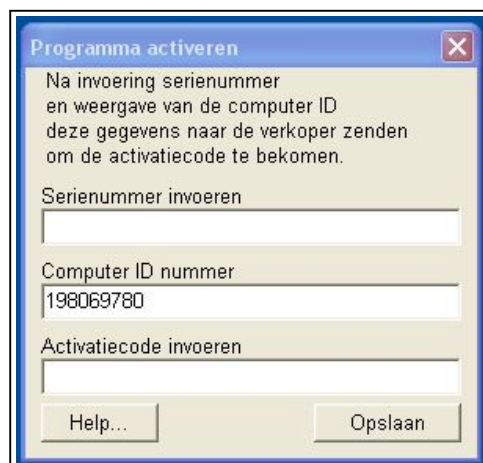 Programma activeren
Na invoering serienummer
en weergave van de computer ID
deze gegevens naar de verkoper zenden
om de activatiecode te bekomen.
Serienummer invoeren
Computer ID nummer
198069780
Activatiecode invoeren
Help... Opslaan